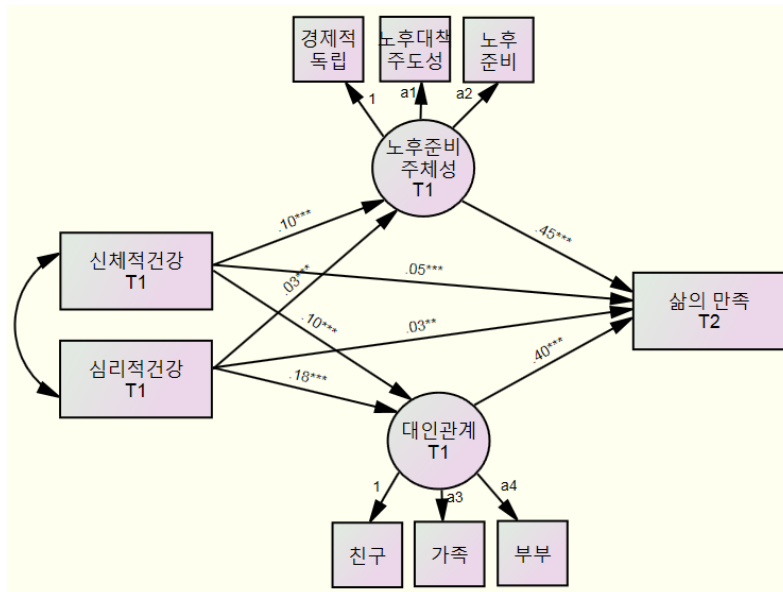 경제적
독립
노후대책
주도성
노후
준비
1
a1
a2
노후준비
주체성
T1
.10***
.45***
.03***
.05***
신체적건강
T1
삶의 만족
T2
.10***
.03**
심리적건강
T1
.18***
.40***
대인관계
T1
1
a3
a4
친구
가족
부부